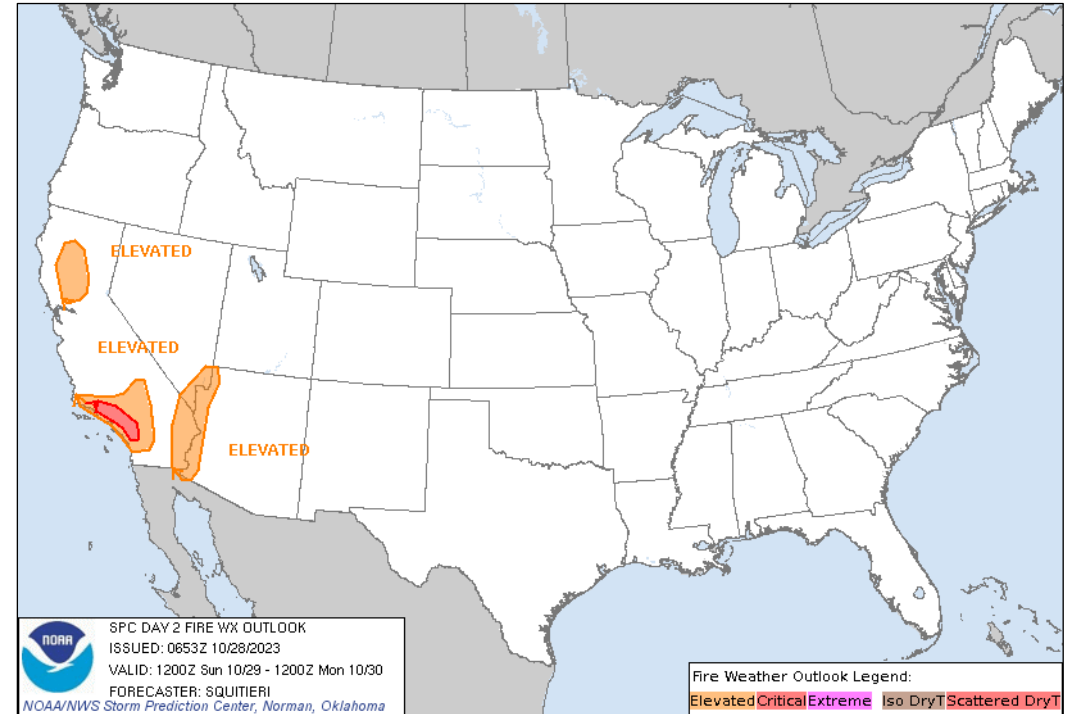 ELEVATED
ELEVATED
ELEVATED
NOAA
SPC DAY 2 FIRE WX OUTLOOK
ISSUED: 0653Z 10/28/2023
VALID: 1200Z Sun 10/29 - 1200Z Mon 10/30
FORECASTER: SQUITIERI
NOAA/NWS Storm Prediction Center, Norman, Oklahoma
Fire Weather Outlook Legend:
Elevated Critical Extreme Iso DryT Scattered DryT